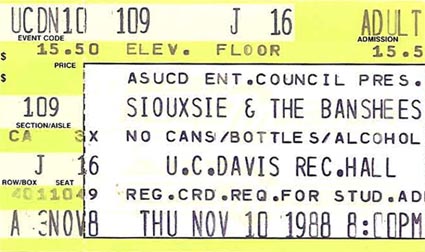 UCDN10 109 J 16 ADULT
EVENT CODE ADMISSION
$ 15.50 ELEV. FLOOR 15.5
PRICE
$ ASUCD ENT.COUNCIL PRES.
109 SIOUXSIE & THE BANSHEES
SECTION/AISLE
CA 3X NO CANS/BOTTLES/ALCOHOL
J 16 U.C.DAVIS REC.HALL
ROW/BOX SEAT
4011049 REG.CRD.REQ.FOR STUD.AD
A 3NOV8 THU NOV 10 1988 8:00PM